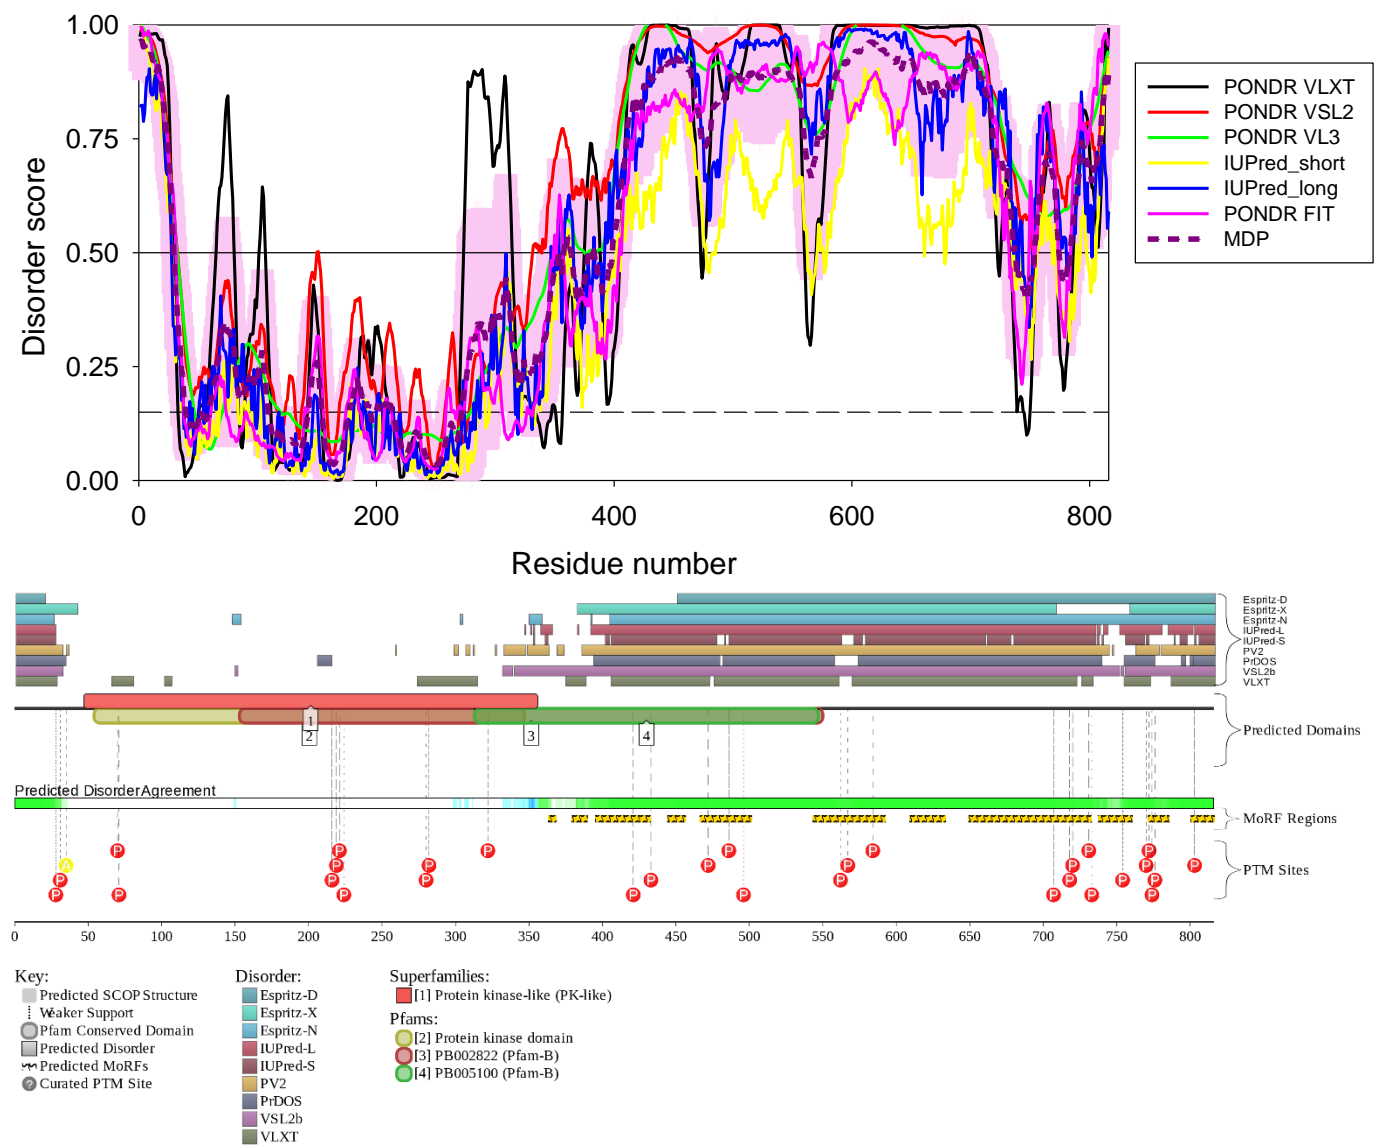 1.00
0.75
0.50
0.25
0.00
Disorder score
0
200
400
600
800
Residue number
PONDR VLXT
PONDR VSL2
PONDR VL3
IUPred_short
IUPred_long
PONDR FIT
MDP
Espritz-D
Espritz-X
Espritz-N
IUPred-L
IUPred-S
PV2
PrDOS
VSL2b
VLXT
1
2
3
4
Predicted Domains
Predicted Disorder Agreement
MoRF Regions
P P P P P P P
A P P P P P P P P
P P P P P P P
P P P P P P P P
PTM Sites
0 50 100 150 200 250 300 350 400 450 500 550 600 650 700 750 800
Key:
Predicted SCOP Structure
Weaker Support
Pfam Conserved Domain
Predicted Disorder
Predicted MoRFs
? Curated PTM Site
Disorder:
Espritz-D
Espritz-X
Espritz-N
IUPred-L
IUPred-S
PV2
PrDOS
VSL2b
VLXT
Superfamilies:
[1] Protein kinase-like (PK-like)
Pfams:
[2] Protein kinase domain
[3] PB002822 (Pfam-B)
[4] PB005100 (Pfam-B)